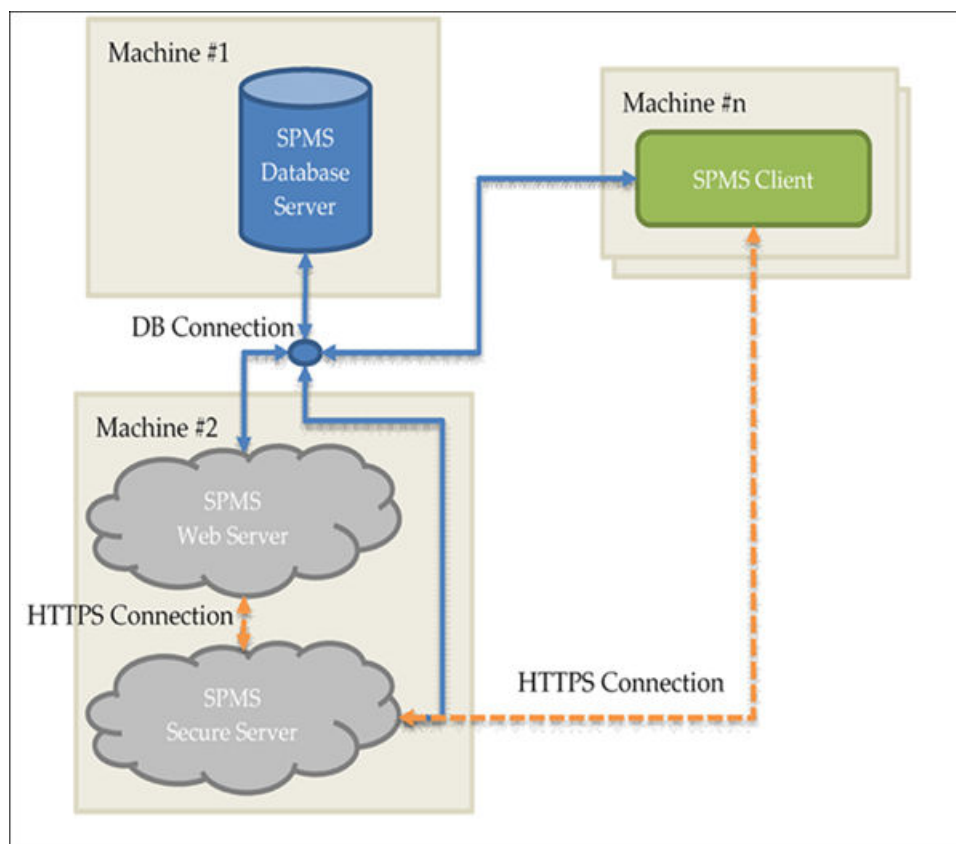 Machine #1
SPMS
Database
Server
Machine #n
SPMS Client
DB Connection
Machine #2
SPMS
Web Server
HTTPS Connection
SPMS
Secure Server
HTTPS Connection